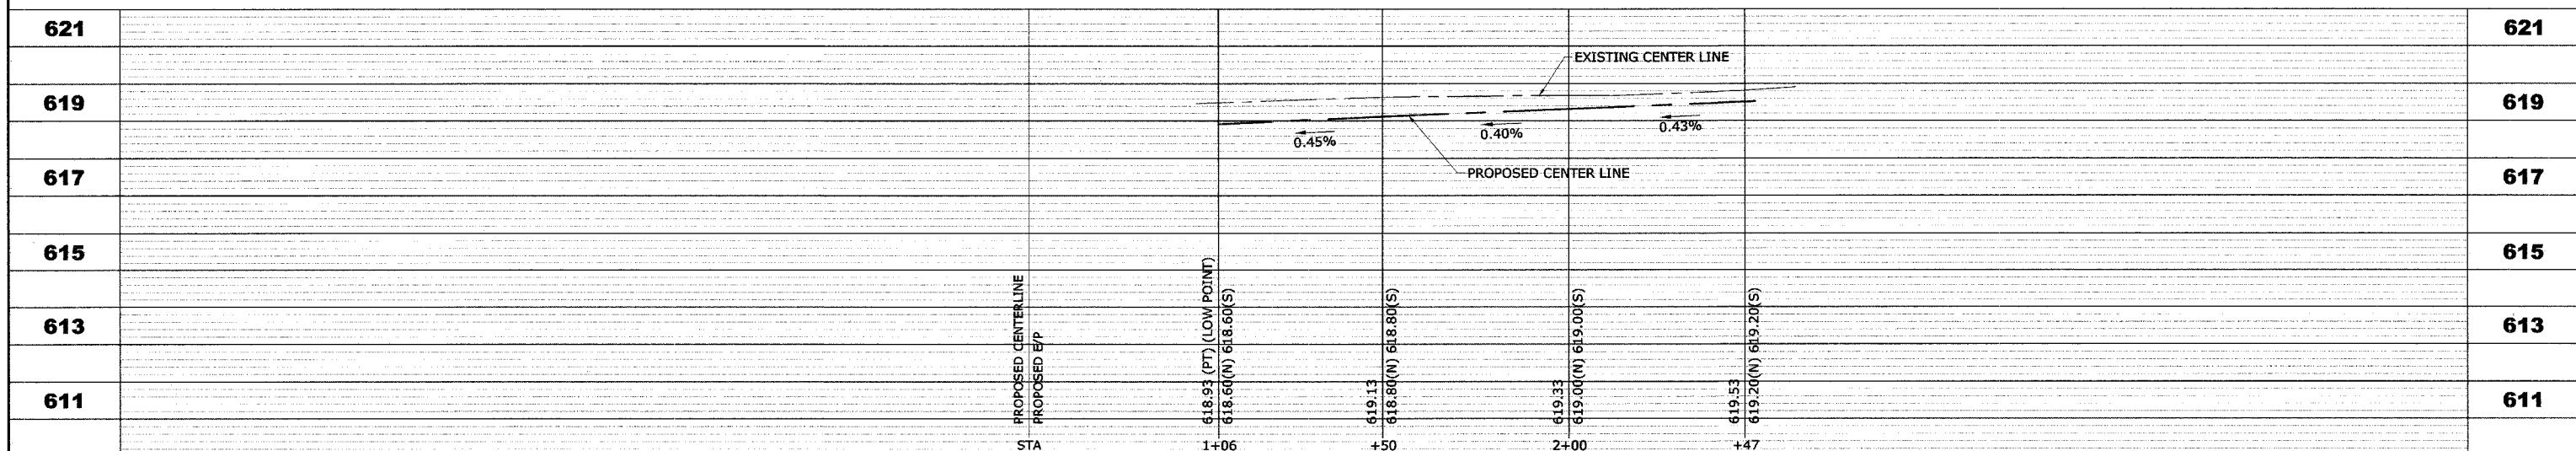 621
621
EXISTING CENTER LINE
619
619
0.45%
0.40%
0.43%
617
PROPOSED CENTER LINE
617
615
615
613
613
611
611
PROPOSED CENTERLINE
PROPOSED E/P
618.93 (PT) (LOW POINT)
618.60(N) 618.60(S)
619.13
618.80(N) 618.80(S)
619.33
619.00(N) 619.00(S)
619.53
619.20(N) 619.20(S)
STA
1+06
+50
2+00
+47